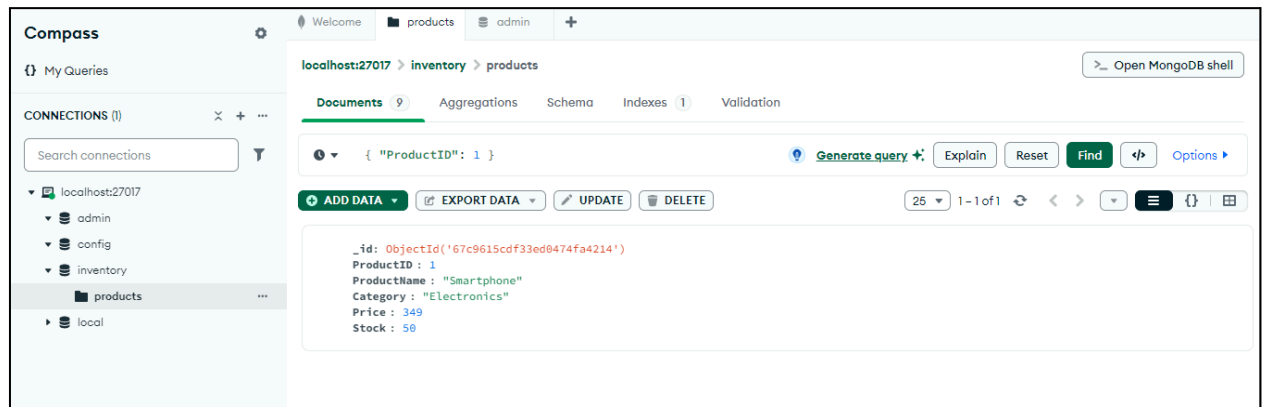 Compass
{} My Queries
CONNECTIONS (1)
Search connections
localhost:27017
admin
config
inventory
products
local
Welcome
products
admin
localhost:27017 > inventory > products
>_ Open MongoDB shell
Documents 9 Aggregations Schema Indexes 1 Validation
{ "ProductID": 1 }
Generate query Explain Reset Find </> Options
ADD DATA EXPORT DATA UPDATE DELETE
25 1 – 1 of 1 {}
_id: ObjectId('67c9615cdf33ed0474fa4214')
ProductID : 1
ProductName : "Smartphone"
Category : "Electronics"
Price : 349
Stock : 50